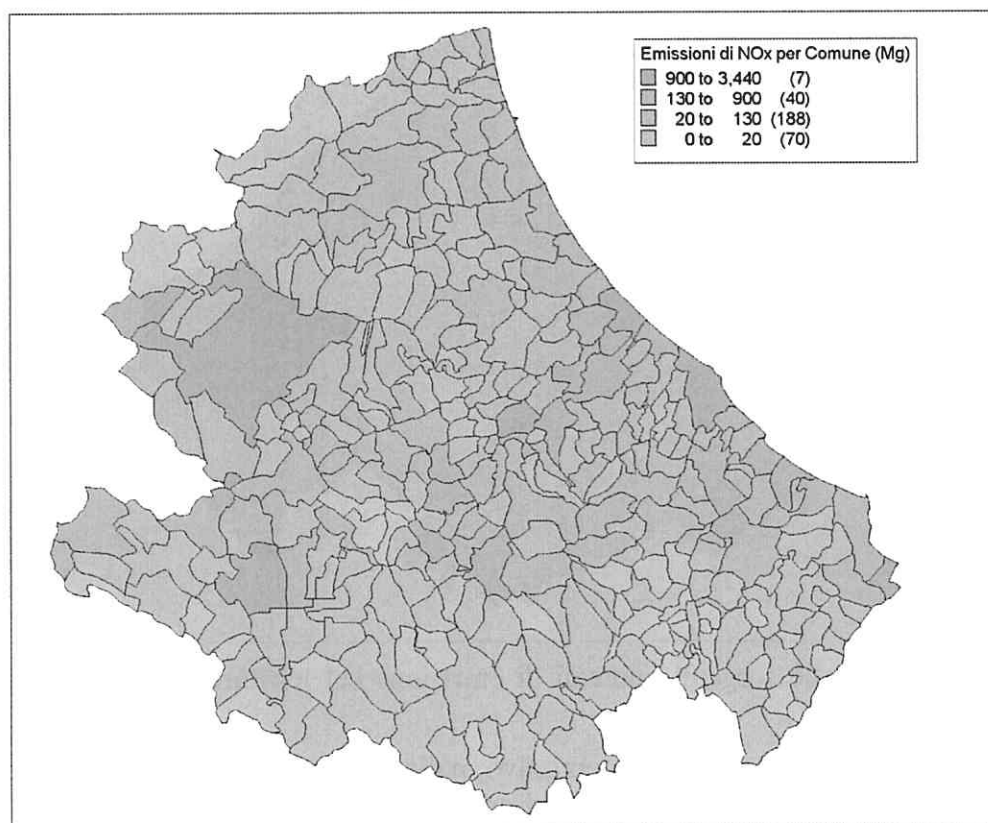 Emissioni di NOx per Comune (Mg)
900 to 3,440 (7)
130 to 900 (40)
20 to 130 (188)
0 to 20 (70)